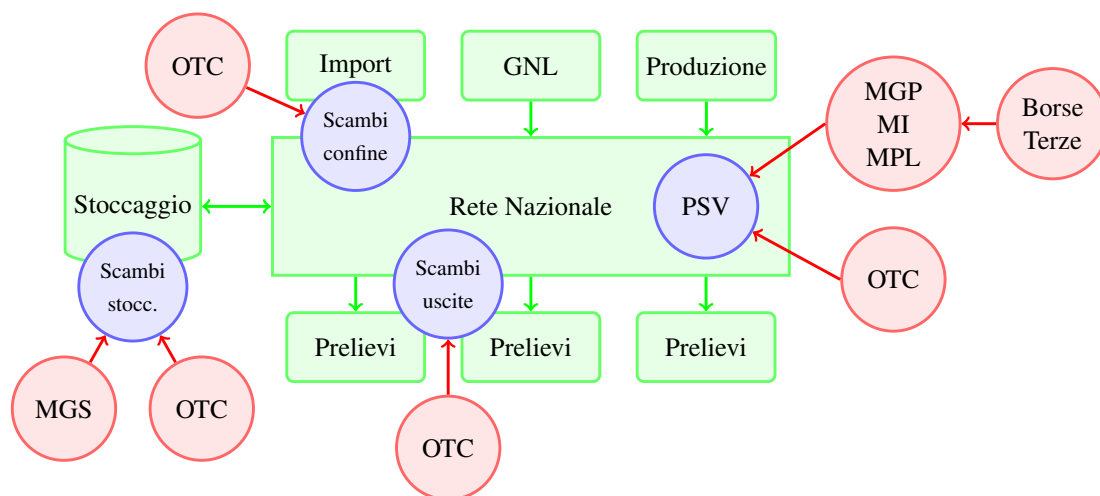 OTC
Import
GNL
Produzione
MGP
MI
MPL
Borse
Terze
Scambi
confine
Stoccaggio
Rete Nazionale
PSV
Scambi
stocc.
Scambi
uscite
OTC
Prelievi
Prelievi
Prelievi
MGS
OTC
OTC